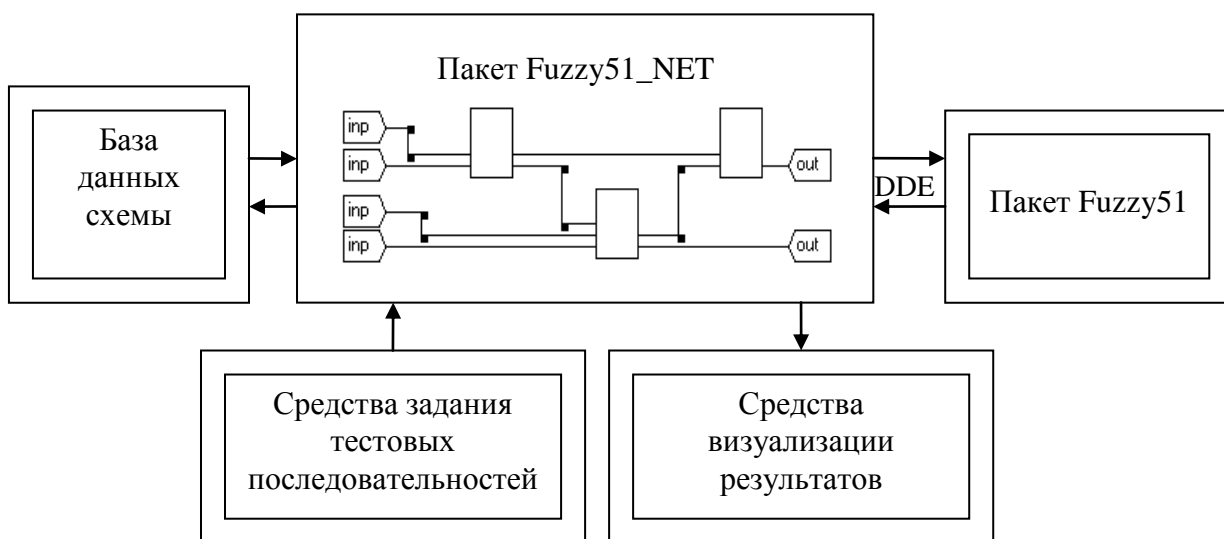 Пакет Fuzzy51_NET
База
данных
схемы
inp
inp
out
inp
inp
out
DDE
Пакет Fuzzy51
Средства задания
тестовых
последовательностей
Средства
визуализации
результатов